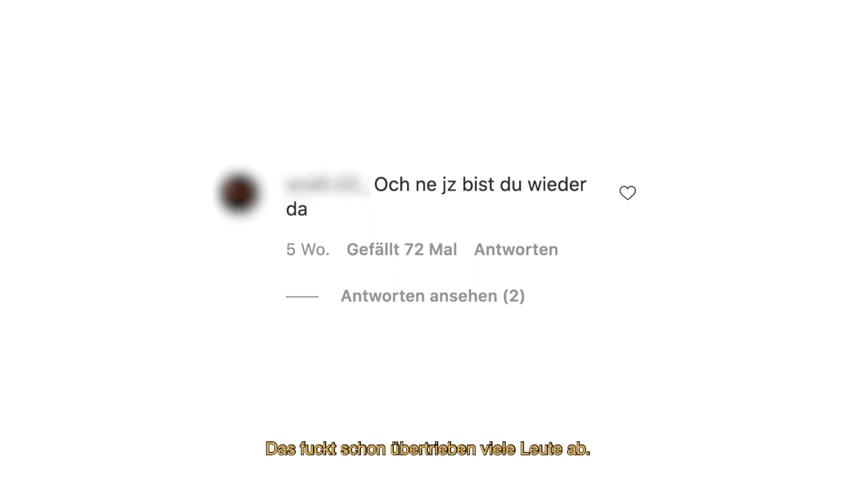 Och ne jz bist du wieder
da
5 Wo. Gefällt 72 Mal Antworten
Antworten ansehen (2)
Das fuckt schon übertrieben viele Leute ab.